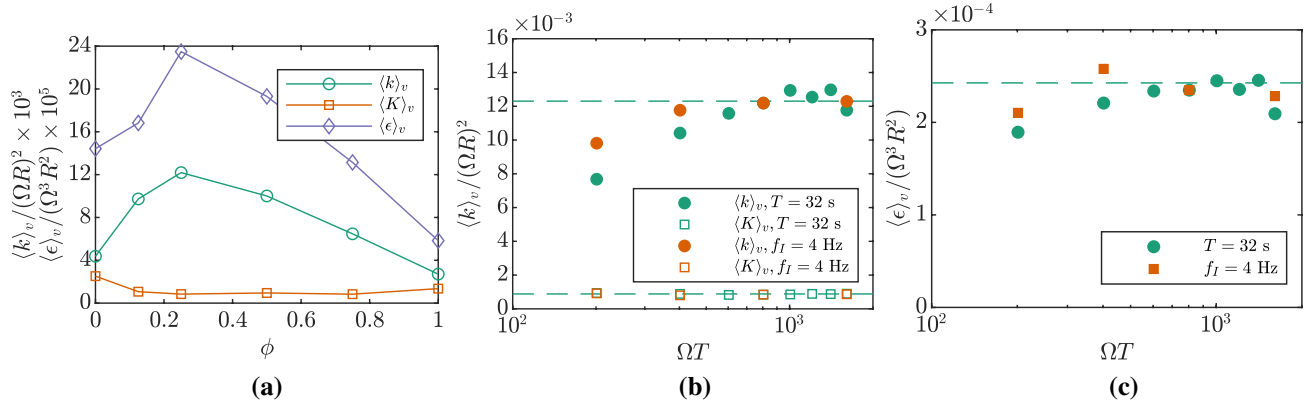 ⟨k⟩ᵥ/(ΩR)² × 10³
⟨ϵ⟩ᵥ/(Ω³R²) × 10⁵
24
20
16
12
8
4
0
0
0.2
0.4
0.6
0.8
1
ϕ
⟨k⟩ᵥ
⟨K⟩ᵥ
⟨ϵ⟩ᵥ
(a)
×10⁻³
⟨k⟩ᵥ/(ΩR)²
16
14
12
10
8
6
4
2
0
10²
10³
ΩT
⟨k⟩ᵥ, T = 32 s
⟨K⟩ᵥ, T = 32 s
⟨k⟩ᵥ, f_I = 4 Hz
⟨K⟩ᵥ, f_I = 4 Hz
(b)
×10⁻⁴
⟨ϵ⟩ᵥ/(Ω³R²)
3
2
1
0
10²
10³
ΩT
T = 32 s
f_I = 4 Hz
(c)